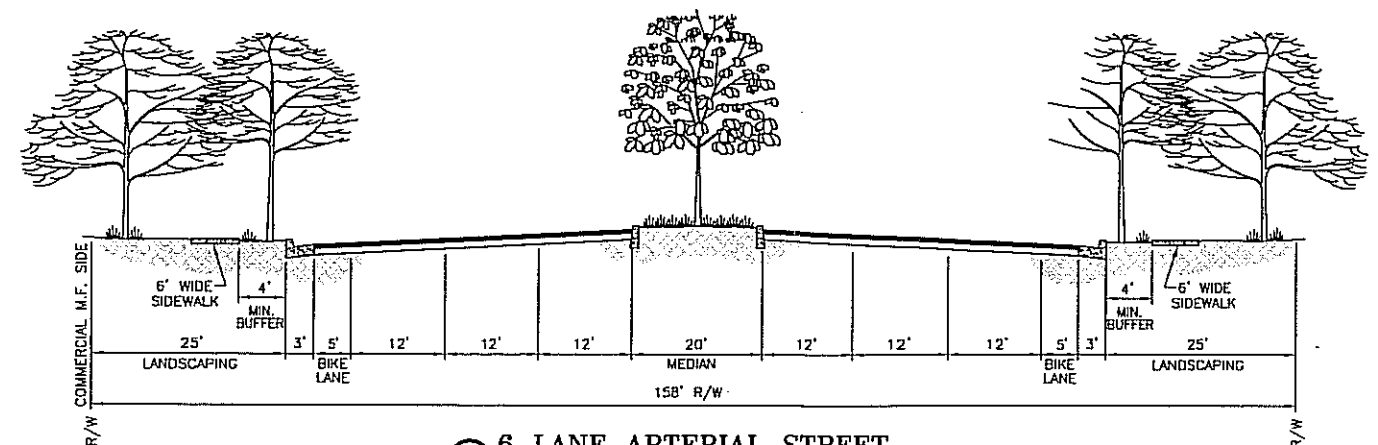 COMMERCIAL M.F. SIDE
6' WIDE
SIDEWALK
4'
MIN.
BUFFER
4'
MIN.
BUFFER
6' WIDE
SIDEWALK
25' 3' 5' 12' 12' 12' 20' 12' 12' 12' 5' 3' 25'
LANDSCAPING
BIKE
LANE
MEDIAN
BIKE
LANE
LANDSCAPING
158' R/W
R/W
R/W
6 LANE ARTERIAL STREET